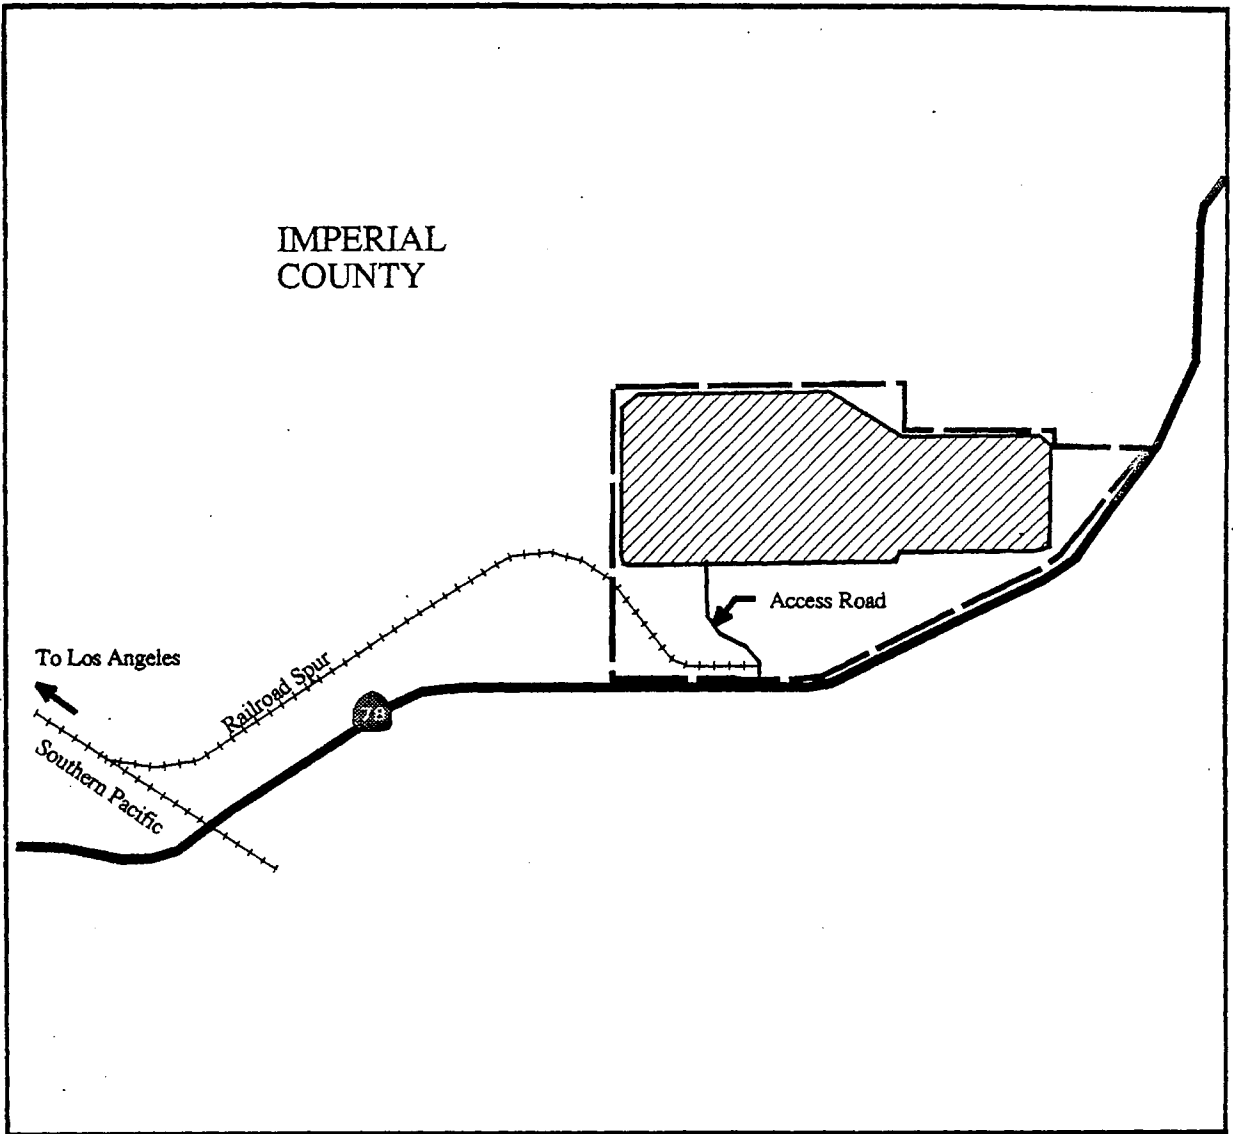 IMPERIAL
COUNTY
Access Road
To Los Angeles
Railroad Spur
78
Southern Pacific